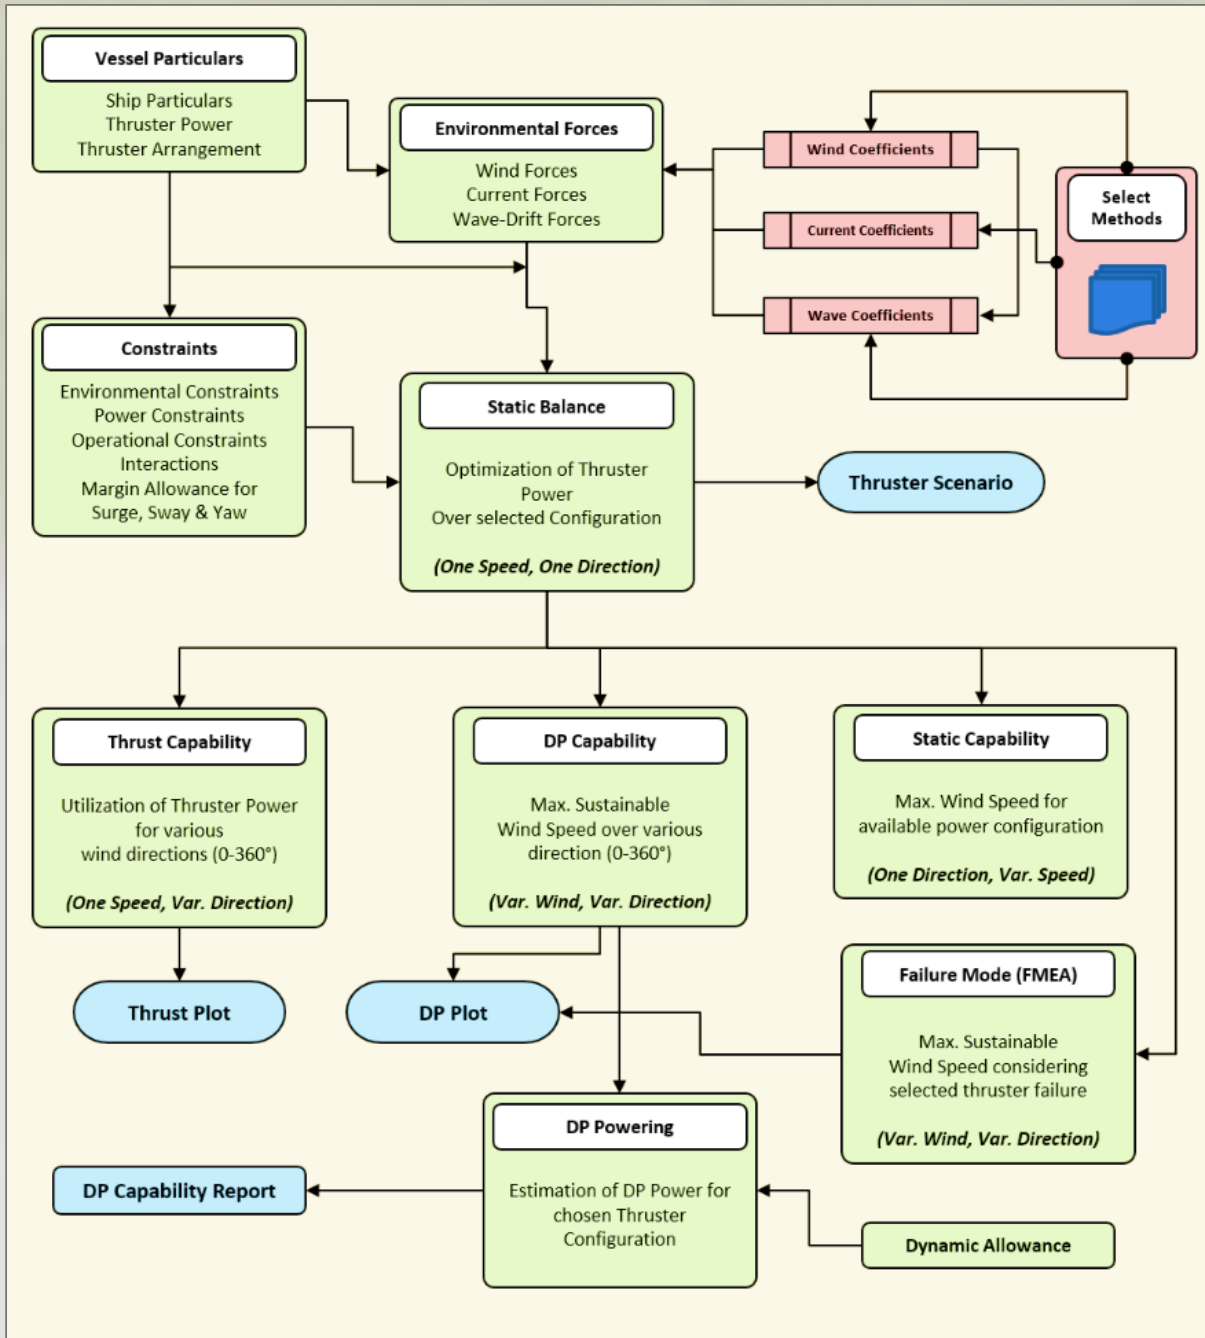 Vessel Particulars
Ship Particulars
Thruster Power
Thruster Arrangement
Environmental Forces
Wind Forces
Current Forces
Wave-Drift Forces
Wind Coefficients
Current Coefficients
Wave Coefficients
Select
Methods
Constraints
Environmental Constraints
Power Constraints
Operational Constraints
Interactions
Margin Allowance for
Surge, Sway & Yaw
Static Balance
Optimization of Thruster
Power
Over selected Configuration
(One Speed, One Direction)
Thruster Scenario
Thrust Capability
Utilization of Thruster Power
for various
wind directions (0-360°)
(One Speed, Var. Direction)
DP Capability
Max. Sustainable
Wind Speed over various
direction (0-360°)
(Var. Wind, Var. Direction)
Static Capability
Max. Wind Speed for
available power configuration
(One Direction, Var. Speed)
Thrust Plot
DP Plot
Failure Mode (FMEA)
Max. Sustainable
Wind Speed considering
selected thruster failure
(Var. Wind, Var. Direction)
DP Powering
Estimation of DP Power for
chosen Thruster
Configuration
DP Capability Report
Dynamic Allowance